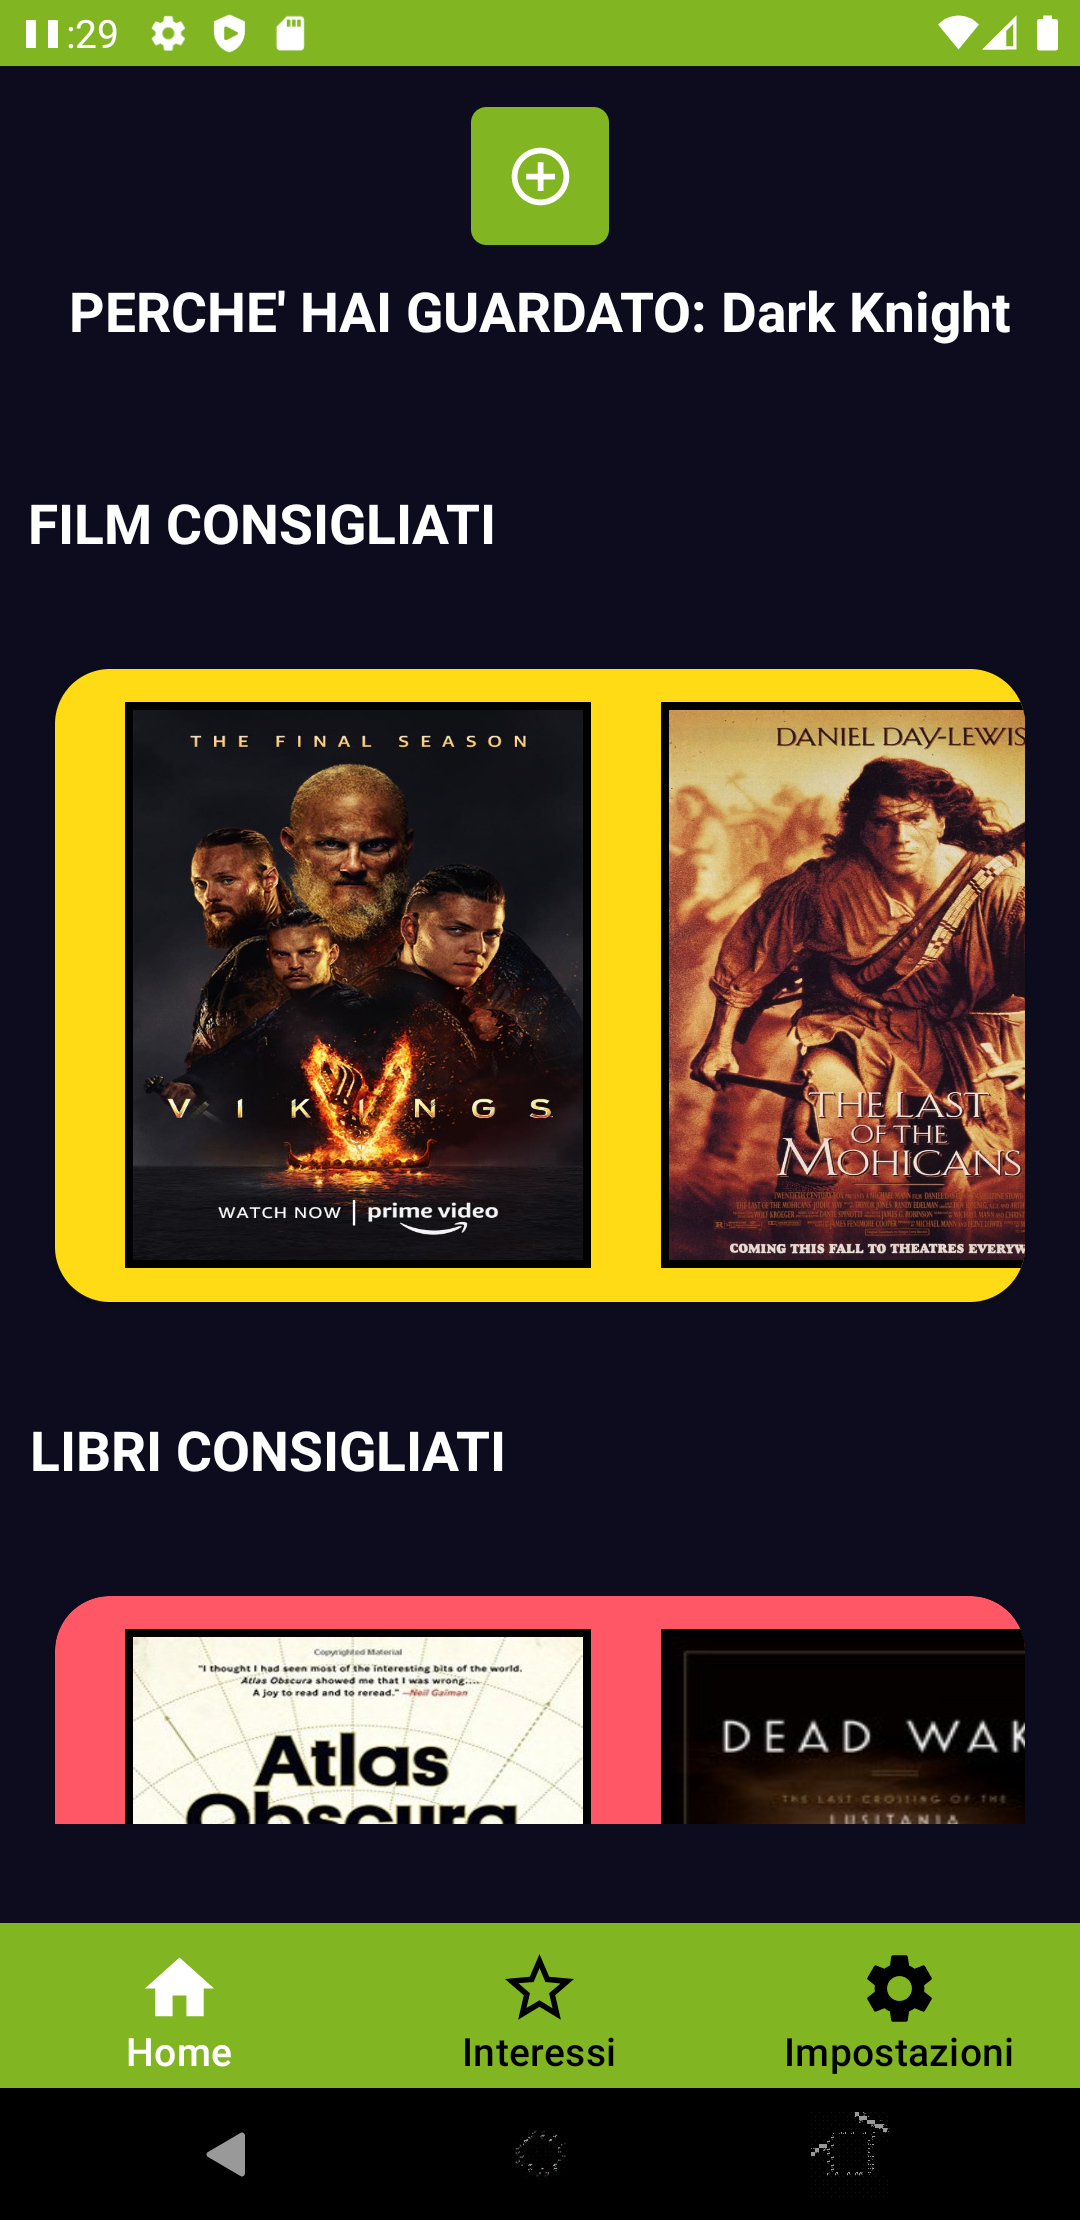 :29
PERCHE' HAI GUARDATO: Dark Knight
FILM CONSIGLIATI
THE FINAL SEASON
VIKINGS
WATCH NOW | prime video
DANIEL DAY-LEWIS
THE LAST
OF THE
MOHICANS
COMING THIS FALL TO THEATRES
LIBRI CONSIGLIATI
Copyrighted Material
"I thought I had seen most of the interesting bits of the world.
Atlas Obscura showed me that I was wrong....
A joy to read and to reread." —Neil Gaiman
Atlas
Obscura
DEAD WAK
THE LAST CROSSING OF THE
LUSITANIA
Home
Interessi
Impostazioni